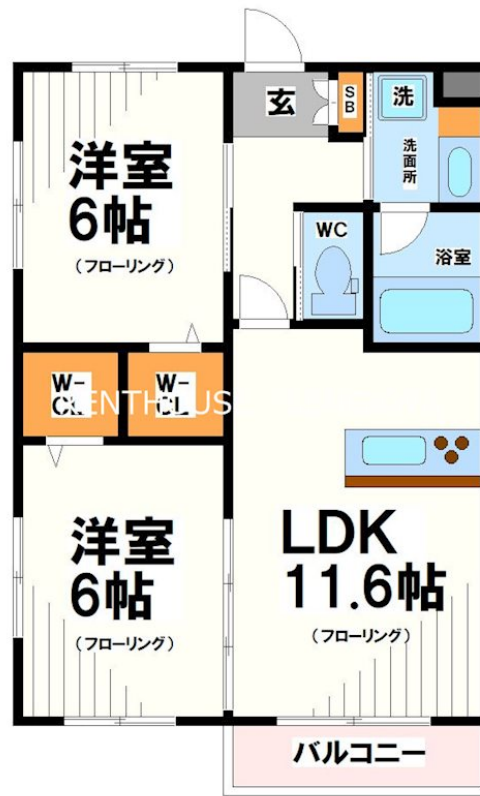 玄
SB
洗
洗面所
洋室
6帖
(フローリング)
WC
浴室
W-CL
W-CL
洋室
6帖
(フローリング)
LDK
11.6帖
(フローリング)
バルコニー